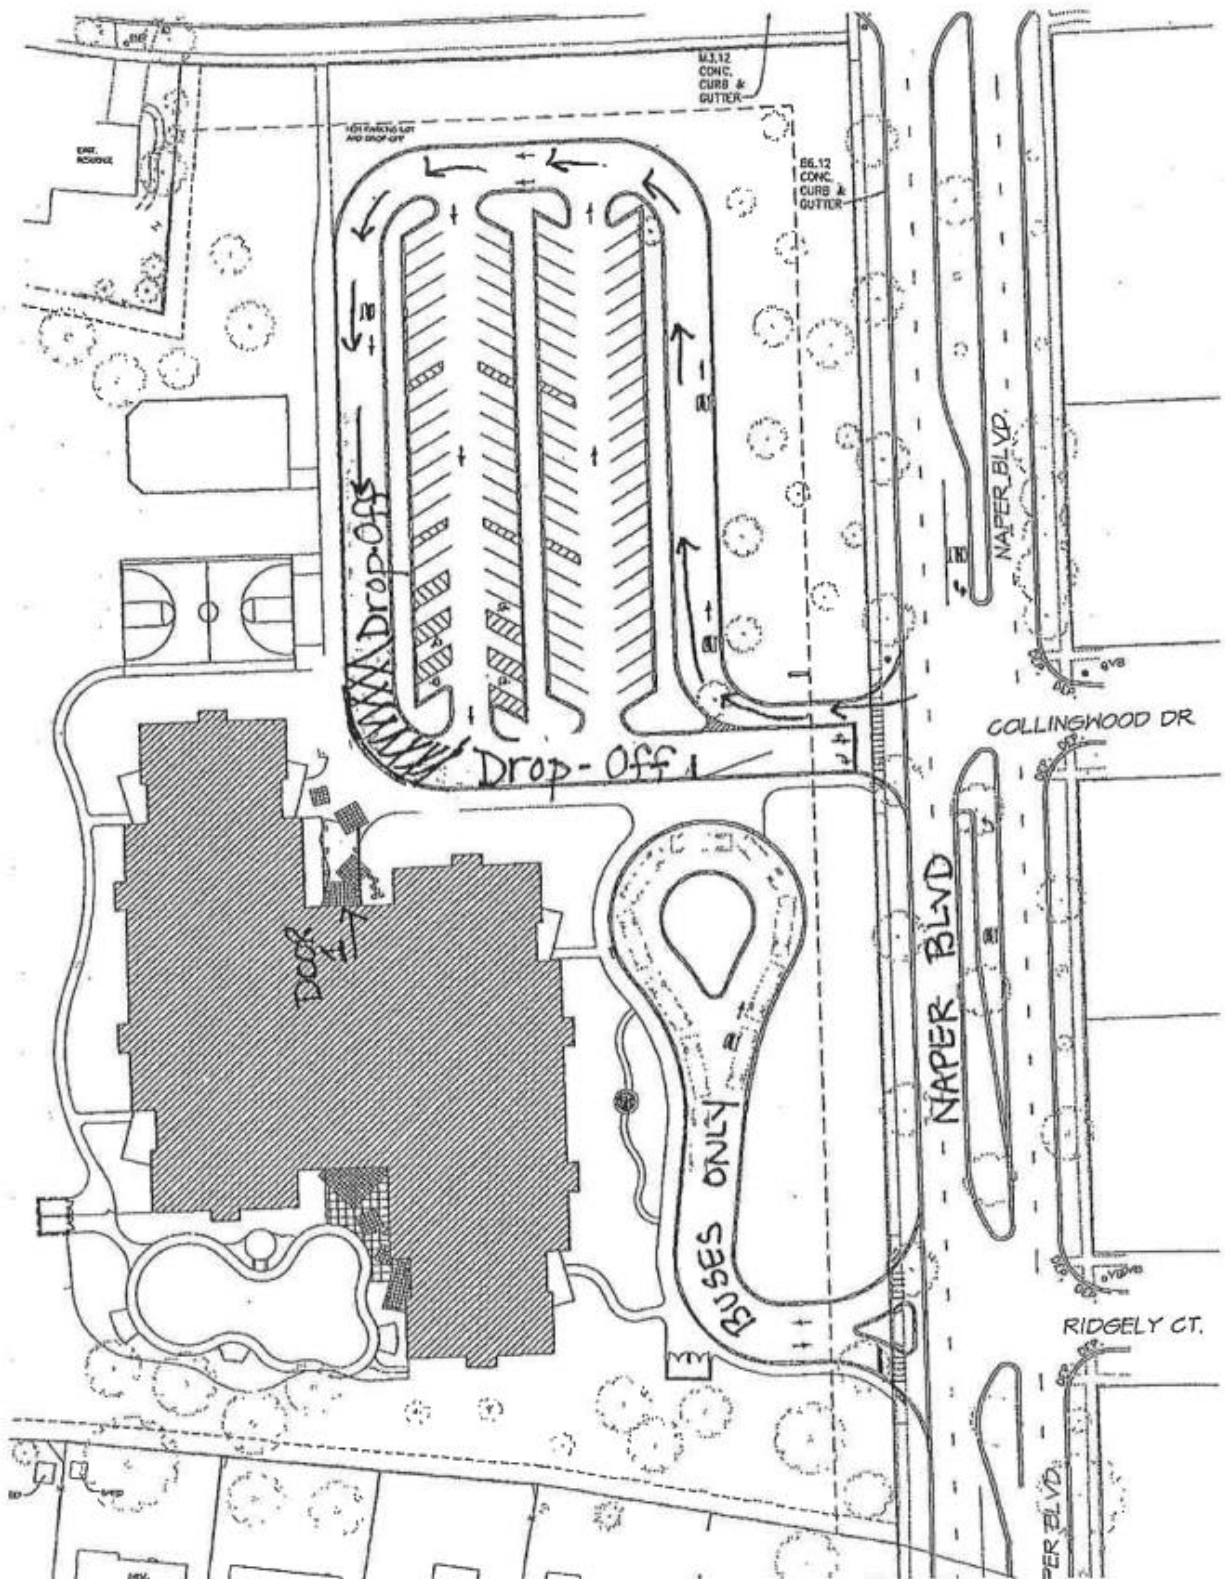 M3.12
CONC.
CURB &
GUTTER
B6.12
CONC.
CURB &
GUTTER
NAPER BLVD.
Drop-Off
COLLINGWOOD DR.
Drop-Off
DOOR
1
NAPER BLVD
BUSES ONLY
RIDGELY CT.
PER BLVD.